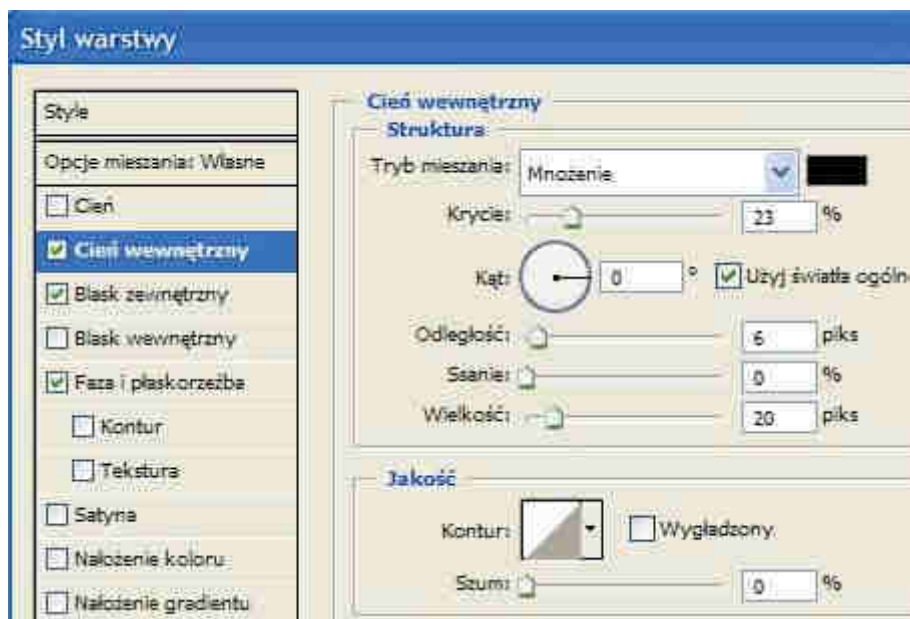 Styl warstwy
Style
Opcje mieszania: Własne
Cień
Cień wewnętrzny
Blask zewnętrzny
Blask wewnętrzny
Faza i płaskorzeźba
Kontur
Tekstura
Satyna
Nałożenie koloru
Nałożenie gradientu
Cień wewnętrzny
Struktura
Tryb mieszania: Mnożenie
Krycie: 23 %
Kąt: 0 ° Użyj światła ogóln
Odległość: 6 piks
Ssanie: 0 %
Wielkość: 20 piks
Jakość
Kontur: Wygładzony
Szum: 0 %